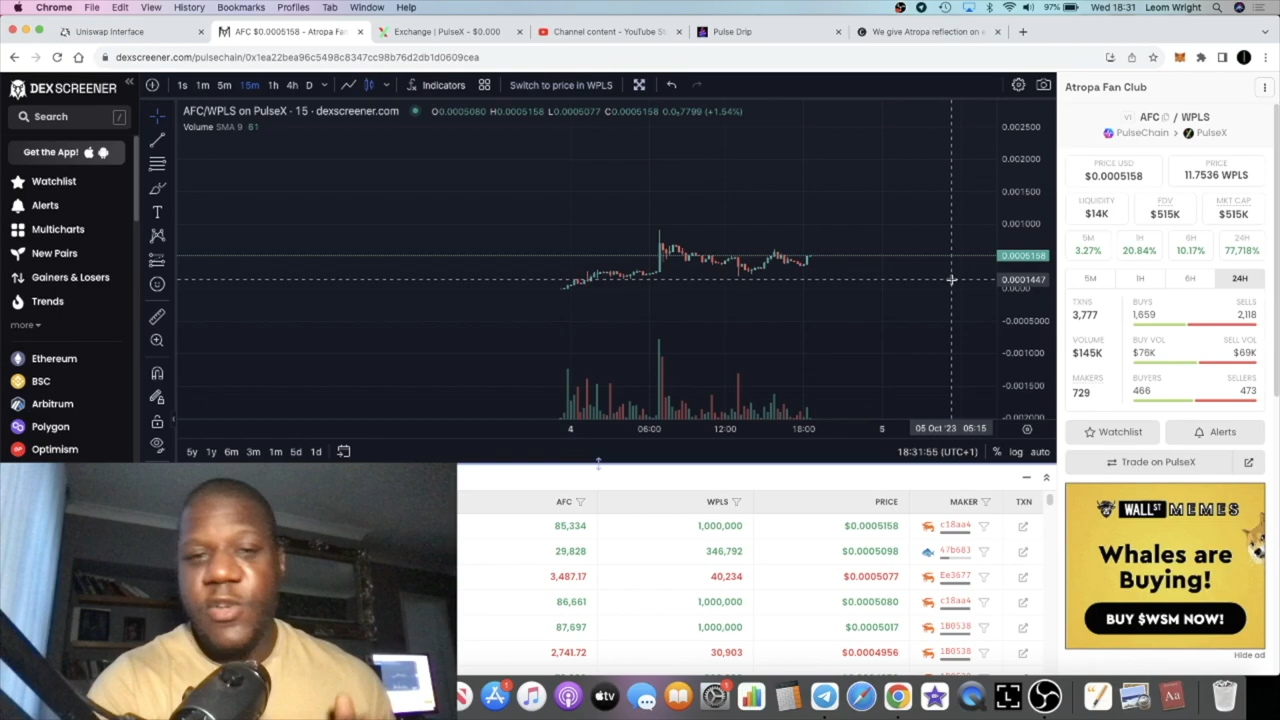 Chrome File Edit View History Bookmarks Profiles Tab Window Help 97% Wed 18:31 Leom Wright
Uniswap Interface
AFC $0.0005158 - Atropa Fan
Exchange | PulseX - $0.000
Channel content - YouTube St
Pulse Drip
We give Atropa reflection on e
dexscreener.com/pulsechain/0x1ea22bea96c5498c8347cc98b76d2db1d0609cea
DEXSCREENER
Search /
Get the App!
Watchlist
Alerts
Multicharts
New Pairs
Gainers & Losers
Trends
more
Ethereum
BSC
Arbitrum
Polygon
Optimism
1s 1m 5m 15m 1h 4h D Indicators Switch to price in WPLS
AFC/WPLS on PulseX · 15 · dexscreener.com O0.0005080 H0.0005158 L0.0005077 C0.0005158 0.0₅7799 (+1.54%)
Volume SMA 9 61
0.002500
0.002000
0.001500
0.001000
0.0005158
0.0001447
0.0000
-0.0005000
-0.001000
-0.001500
-0.002000
4 06:00 12:00 18:00 5 05 Oct '23 05:15
5y 1y 6m 3m 1m 5d 1d 18:31:55 (UTC+1) % log auto
AFC WPLS PRICE MAKER TXN
85,334 1,000,000 $0.0005158 c18aa4
29,828 346,792 $0.0005098 47b683
3,487.17 40,234 $0.0005077 Ee3677
86,661 1,000,000 $0.0005080 c18aa4
87,697 1,000,000 $0.0005017 1B0538
2,741.72 30,903 $0.0004956 1B0538
Atropa Fan Club
V1 AFC / WPLS
PulseChain > PulseX
PRICE USD
$0.0005158
PRICE
11.7536 WPLS
LIQUIDITY
$14K
FDV
$515K
MKT CAP
$515K
5M
3.27%
1H
20.84%
6H
10.17%
24H
77,718%
5M 1H 6H 24H
TXNS
3,777
BUYS
1,659
SELLS
2,118
VOLUME
$145K
BUY VOL
$76K
SELL VOL
$69K
MAKERS
729
BUYERS
466
SELLERS
473
Watchlist
Alerts
Trade on PulseX
WALL ST MEMES
Whales are
Buying!
BUY $WSM NOW!
Hide ad
tv
Aa